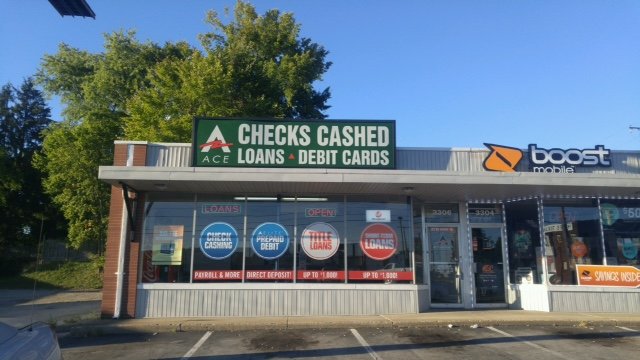 ACE
CHECKS CASHED
LOANS ▲ DEBIT CARDS
boost
mobile
LOANS
OPEN
3306
3304
CHECK
CASHING
PREPAID
DEBIT
TITLE
LOANS
LOANS
PAYROLL & MORE
DIRECT DEPOSIT!
UP TO $1,000!
UP TO $1,000!
SAVINGS INSIDE